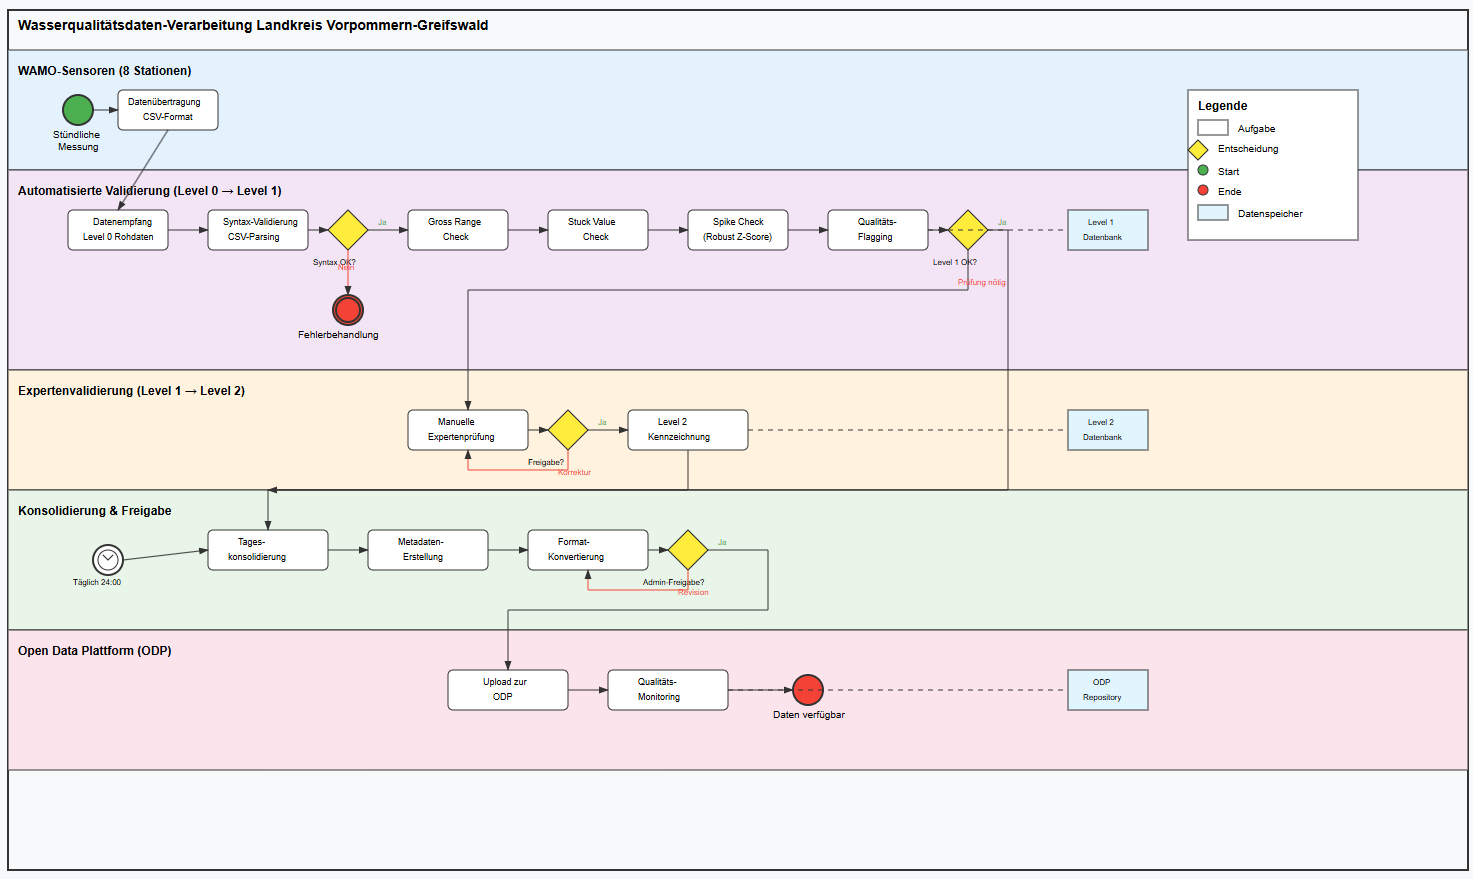 Wasserqualitätsdaten-Verarbeitung Landkreis Vorpommern-Greifswald
WAMO-Sensoren (8 Stationen)
Datenübertragung
CSV-Format
Stündliche
Messung
Legende
Aufgabe
Entscheidung
Start
Ende
Datenspeicher
Automatisierte Validierung (Level 0 → Level 1)
Datenempfang
Level 0 Rohdaten
Syntax-Validierung
CSV-Parsing
Ja
Gross Range
Check
Stuck Value
Check
Spike Check
(Robust Z-Score)
Qualitäts-
Flagging
Ja
Level 1
Datenbank
Syntax OK?
Nein
Level 1 OK?
Prüfung nötig
Fehlerbehandlung
Expertenvalidierung (Level 1 → Level 2)
Manuelle
Expertenprüfung
Ja
Level 2
Kennzeichnung
Level 2
Datenbank
Freigabe?
Korrektur
Konsolidierung & Freigabe
Täglich 24:00
Tages-
konsolidierung
Metadaten-
Erstellung
Format-
Konvertierung
Ja
Admin-Freigabe?
Revision
Open Data Plattform (ODP)
Upload zur
ODP
Qualitäts-
Monitoring
Daten verfügbar
ODP
Repository